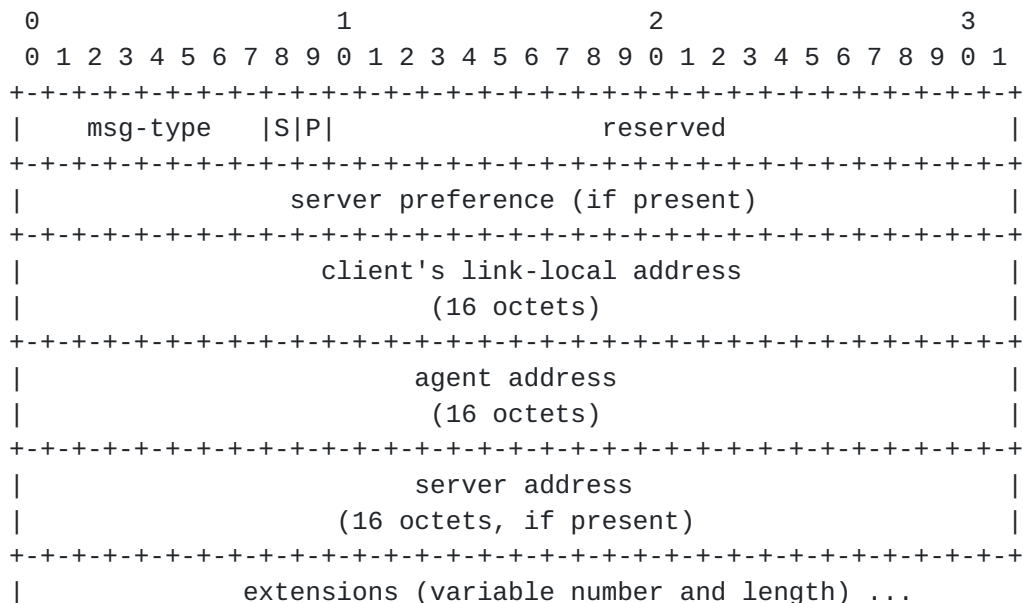 0                   1                   2                   3
 0 1 2 3 4 5 6 7 8 9 0 1 2 3 4 5 6 7 8 9 0 1 2 3 4 5 6 7 8 9 0 1
+-+-+-+-+-+-+-+-+-+-+-+-+-+-+-+-+-+-+-+-+-+-+-+-+-+-+-+-+-+-+-+-+
|    msg-type   |S|P|                 reserved                  |
+-+-+-+-+-+-+-+-+-+-+-+-+-+-+-+-+-+-+-+-+-+-+-+-+-+-+-+-+-+-+-+-+
|                 server preference (if present)                |
+-+-+-+-+-+-+-+-+-+-+-+-+-+-+-+-+-+-+-+-+-+-+-+-+-+-+-+-+-+-+-+-+
|                   client's link-local address                 |
|                          (16 octets)                          |
+-+-+-+-+-+-+-+-+-+-+-+-+-+-+-+-+-+-+-+-+-+-+-+-+-+-+-+-+-+-+-+-+
|                         agent address                         |
|                          (16 octets)                          |
+-+-+-+-+-+-+-+-+-+-+-+-+-+-+-+-+-+-+-+-+-+-+-+-+-+-+-+-+-+-+-+-+
|                         server address                        |
|                    (16 octets, if present)                    |
+-+-+-+-+-+-+-+-+-+-+-+-+-+-+-+-+-+-+-+-+-+-+-+-+-+-+-+-+-+-+-+-+
|              extensions (variable number and length) ...